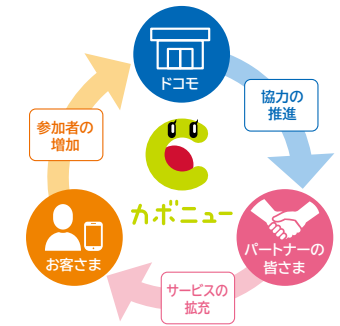 ドコモ
協力の
推進
パートナーの
皆さま
サービスの
拡充
お客さま
参加者の
増加
カボニュー